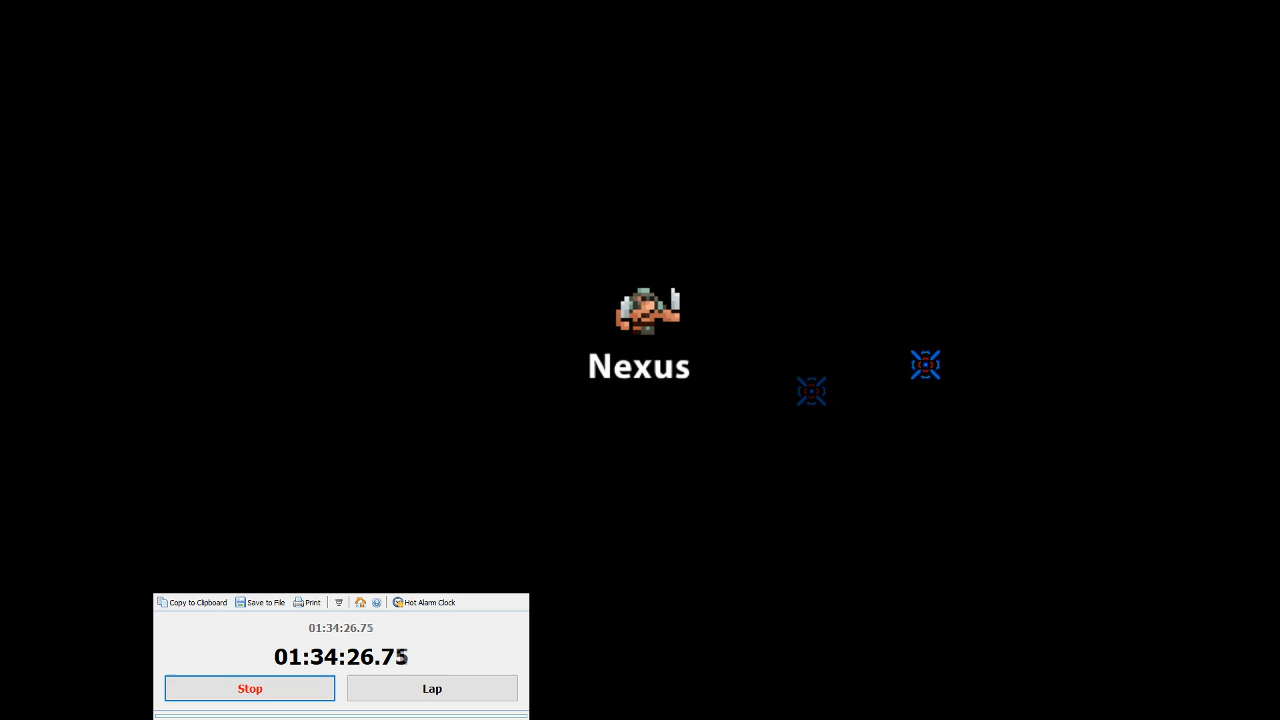 Nexus
Copy to Clipboard Save to File Print Hot Alarm Clock
01:34:26.75
01:34:26.75
Stop Lap